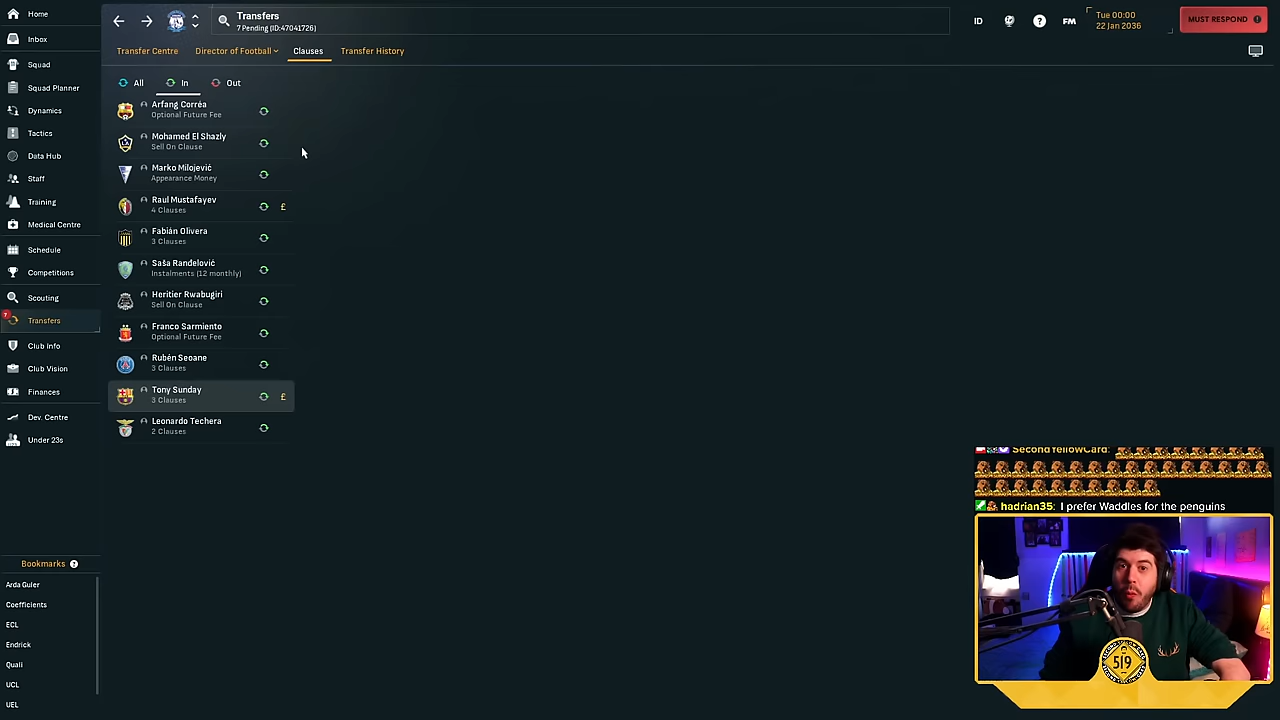 Home
Inbox
Squad
Squad Planner
Dynamics
Tactics
Data Hub
Staff
Training
Medical Centre
Schedule
Competitions
Scouting
7
Transfers
Club Info
Club Vision
Finances
Dev. Centre
Under 23s
Bookmarks ?
Arda Guler
Coefficients
ECL
Endrick
Quali
UCL
UEL
Transfers
7 Pending (ID:47041726)
ID
?
FM
Tue 00:00
22 Jan 2036
MUST RESPOND !
Transfer Centre
Director of Football
Clauses
Transfer History
All
In
Out
Arfang Corréa
Optional Future Fee
Mohamed El Shazly
Sell On Clause
Marko Milojević
Appearance Money
Raul Mustafayev
4 Clauses
£
Fabián Olivera
3 Clauses
Saša Ranđelović
Instalments (12 monthly)
Heritier Rwabugiri
Sell On Clause
Franco Sarmiento
Optional Future Fee
Rubén Seoane
3 Clauses
Tony Sunday
3 Clauses
£
Leonardo Techera
2 Clauses
SecondYellowCard:
hadrian35: I prefer Waddles for the penguins
519